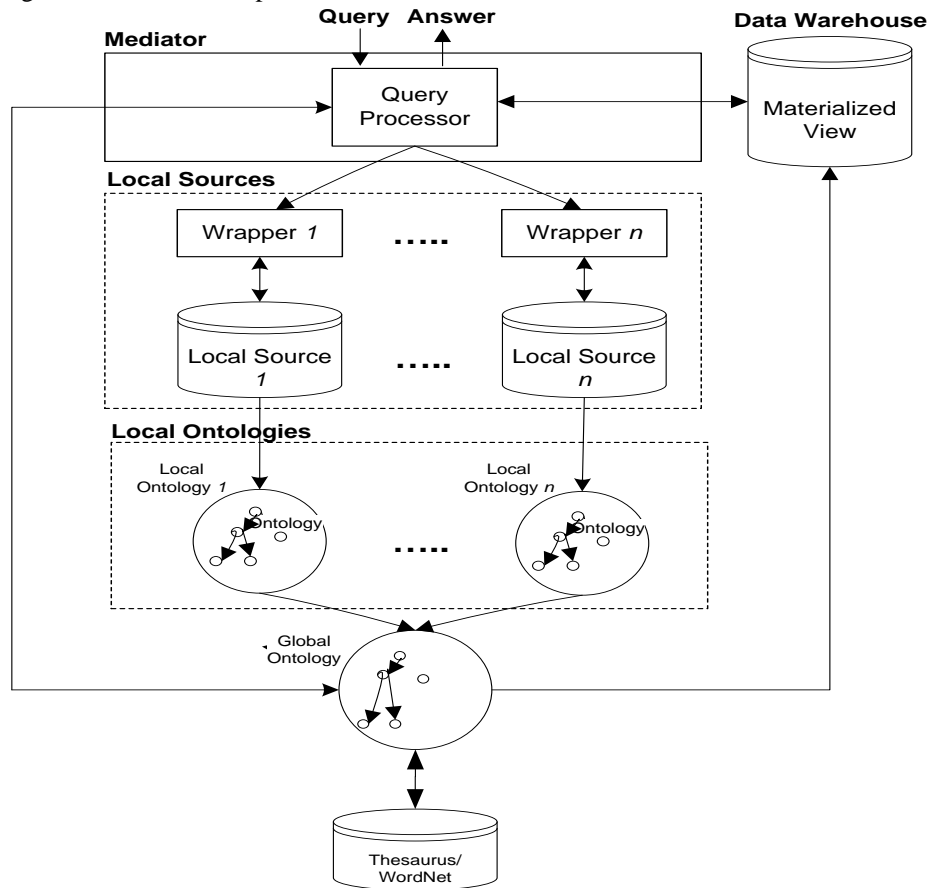 Query Answer
Data Warehouse
Mediator
Query
Processor
Materialized
View
Local Sources
Wrapper 1
.....
Wrapper n
Local Source
1
.....
Local Source
n
Local Ontologies
Local
Ontology 1
Local
Ontology n
Ontology
.....
Ontology
Global
Ontology
Thesaurus/
WordNet